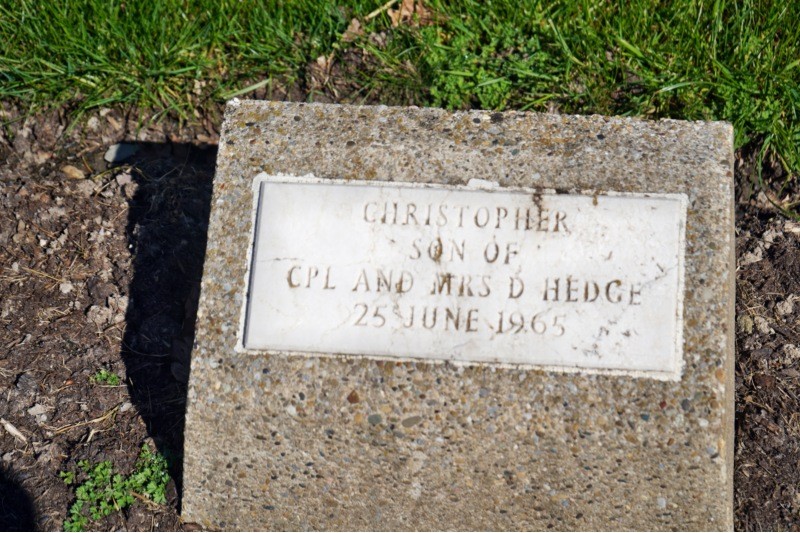 CHRISTOPHER
SON OF
CPL AND MRS D HEDGE
25 JUNE 1965